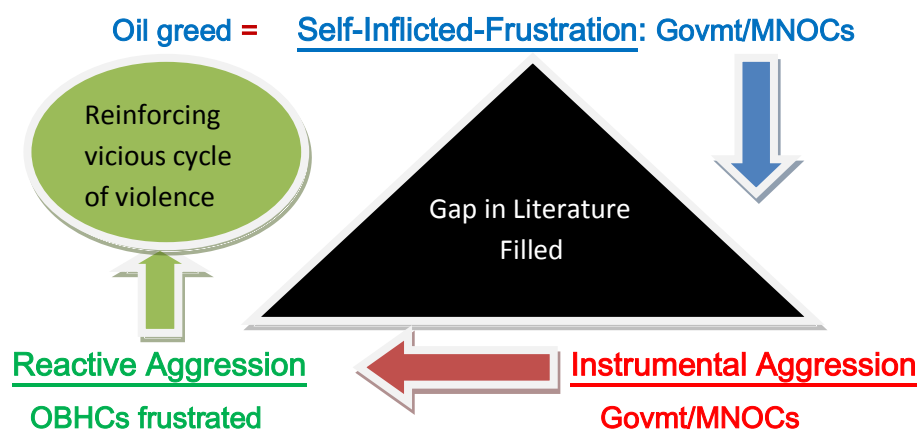 Oil greed = Self-Inflicted-Frustration: Govmt/MNOCs
Reinforcing
vicious cycle
of violence
Gap in Literature
Filled
Reactive Aggression
OBHCs frustrated
Instrumental Aggression
Govmt/MNOCs